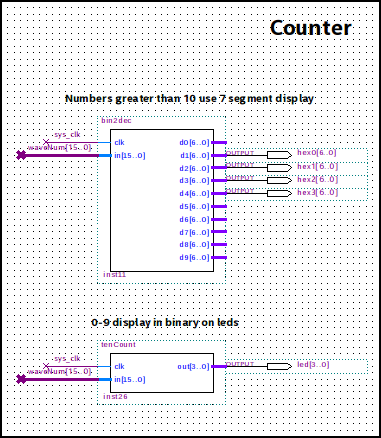 Counter
Numbers greater than 10 use 7 segment display
bin2dec
sys_clk
waveNum[15..0]
clk
in[15..0]
d0[6..0]
d1[6..0]
d2[6..0]
d3[6..0]
d4[6..0]
d5[6..0]
d6[6..0]
d7[6..0]
d8[6..0]
d9[6..0]
OUTPUT hex0[6..0]
OUTPUT hex1[6..0]
OUTPUT hex2[6..0]
OUTPUT hex3[6..0]
inst11
0-9 display in binary on leds
tenCount
sys_clk
waveNum[15..0]
clk
in[15..0]
out[3..0]
OUTPUT led[3..0]
inst26